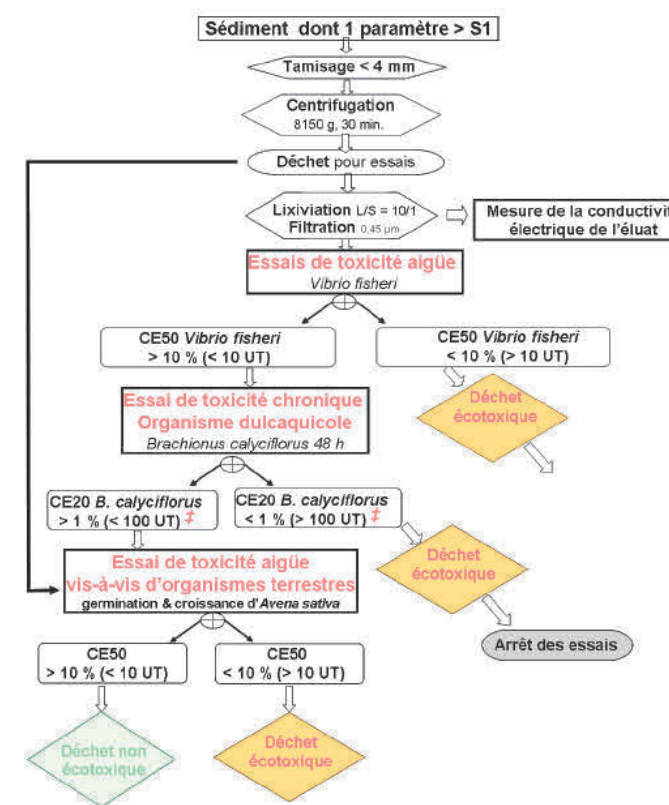 Sédiment dont 1 paramètre > S1
Tamisage < 4 mm
Centrifugation
8150 g, 30 min.
Déchet pour essais
Lixiviation L/S = 10/1
Filtration 0,45 µm
Mesure de la conductivit
électrique de l'éluat
Essais de toxicité aigüe
Vibrio fisheri
CE50 Vibrio fisheri
> 10 % (< 10 UT)
CE50 Vibrio fisheri
< 10 % (> 10 UT)
Déchet
écotoxique
Essai de toxicité chronique
Organisme dulcaquicole
Brachionus calyciflorus 48 h
CE20 B. calyciflorus
> 1 % (< 100 UT) ‡
CE20 B. calyciflorus
< 1 % (> 100 UT) ‡
Déchet
écotoxique
Essai de toxicité aigüe
vis-à-vis d'organismes terrestres
germination & croissance d'Avena sativa
Arrêt des essais
CE50
> 10 % (< 10 UT)
CE50
< 10 % (> 10 UT)
Déchet non
écotoxique
Déchet
écotoxique